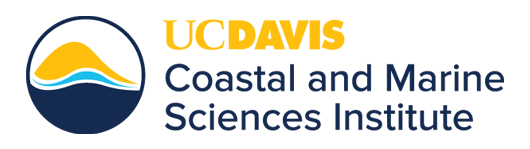 UCDAVIS
Coastal and Marine
Sciences Institute